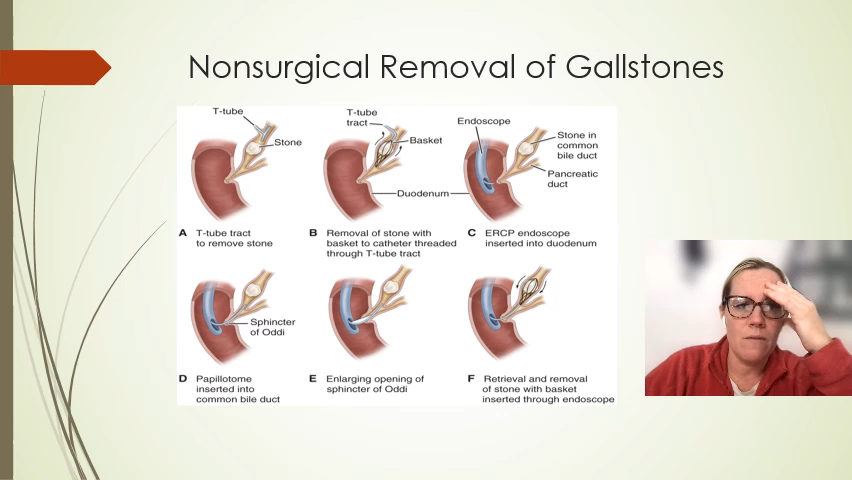 Nonsurgical Removal of Gallstones
T-tube
Stone
T-tube
tract
Basket
Endoscope
Stone in
common
bile duct
Pancreatic
duct
Duodenum
A T-tube tract
to remove stone
B Removal of stone with
basket to catheter threaded
through T-tube tract
C ERCP endoscope
inserted into duodenum
Sphincter
of Oddi
D Papillotome
inserted into
common bile duct
E Enlarging opening of
sphincter of Oddi
F Retrieval and removal
of stone with basket
inserted through endoscope